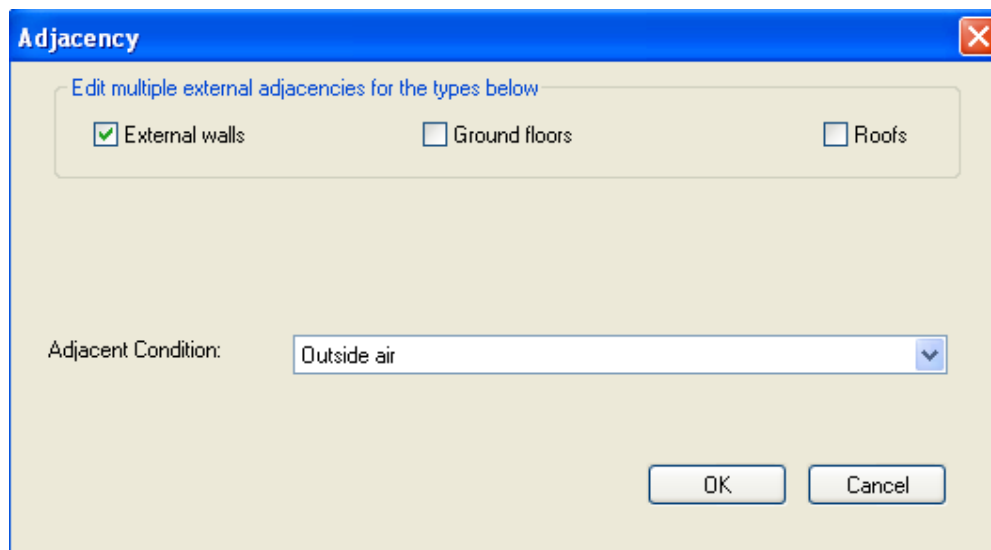 Adjacency
Edit multiple external adjacencies for the types below
External walls Ground floors Roofs
Adjacent Condition: Outside air
OK Cancel